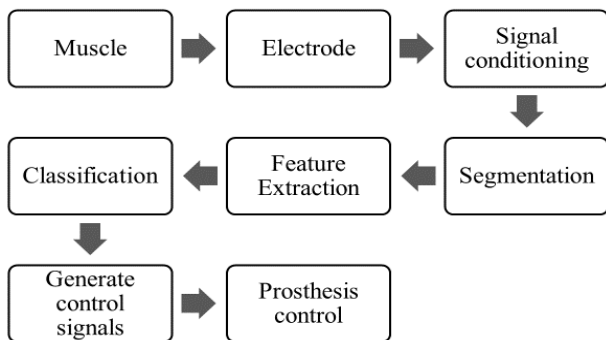 Muscle
Electrode
Signal
conditioning
Classification
Feature
Extraction
Segmentation
Generate
control
signals
Prosthesis
control